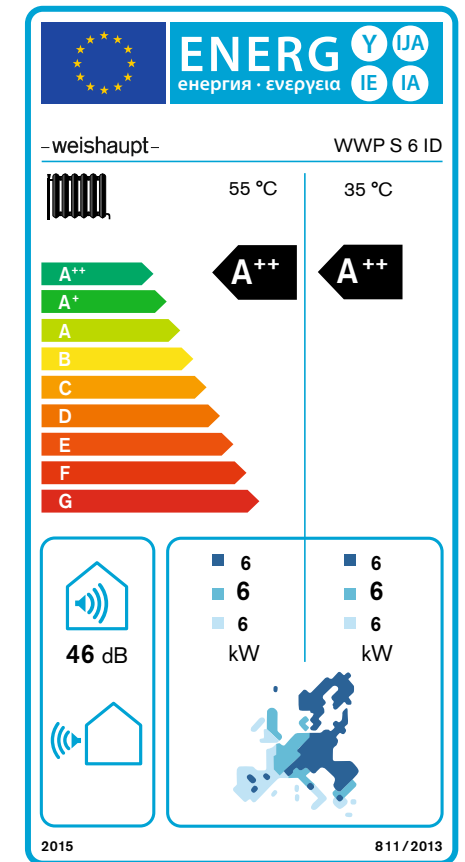 ENERG Y IJA
енергия · ενεργεια IE IA
-weishaupt- WWP S 6 ID
55 °C 35 °C
A++ A++
A++
A+
A
B
C
D
E
F
G
6 6
6 6
6 6
kW kW
46 dB
2015 811/2013